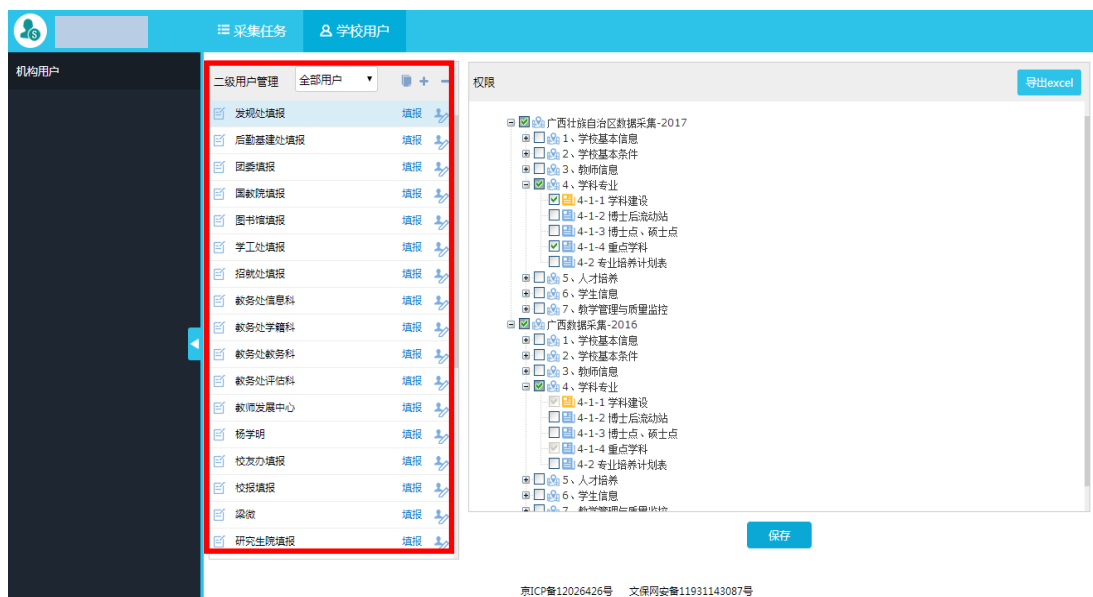 采集任务 学校用户
机构用户
二级用户管理 全部用户
发规处填报 填报
后勤基建处填报 填报
团委填报 填报
国教院填报 填报
图书馆填报 填报
学工处填报 填报
招就处填报 填报
教务处信息科 填报
教务处学籍科 填报
教务处教务科 填报
教务处评估科 填报
教师发展中心 填报
杨学明 填报
校友办填报 填报
校报填报 填报
梁微 填报
研究生院填报 填报
权限 导出excel
广西壮族自治区数据采集-2017
1、学校基本信息
2、学校基本条件
3、教师信息
4、学科专业
4-1-1 学科建设
4-1-2 博士后流动站
4-1-3 博士点、硕士点
4-1-4 重点学科
4-2 专业培养计划表
5、人才培养
6、学生信息
7、教学管理与质量监控
广西数据采集-2016
1、学校基本信息
2、学校基本条件
3、教师信息
4、学科专业
4-1-1 学科建设
4-1-2 博士后流动站
4-1-3 博士点、硕士点
4-1-4 重点学科
4-2 专业培养计划表
5、人才培养
6、学生信息
7、教学管理与质量监控
保存
京ICP备12026426号 文保网安备11931143087号